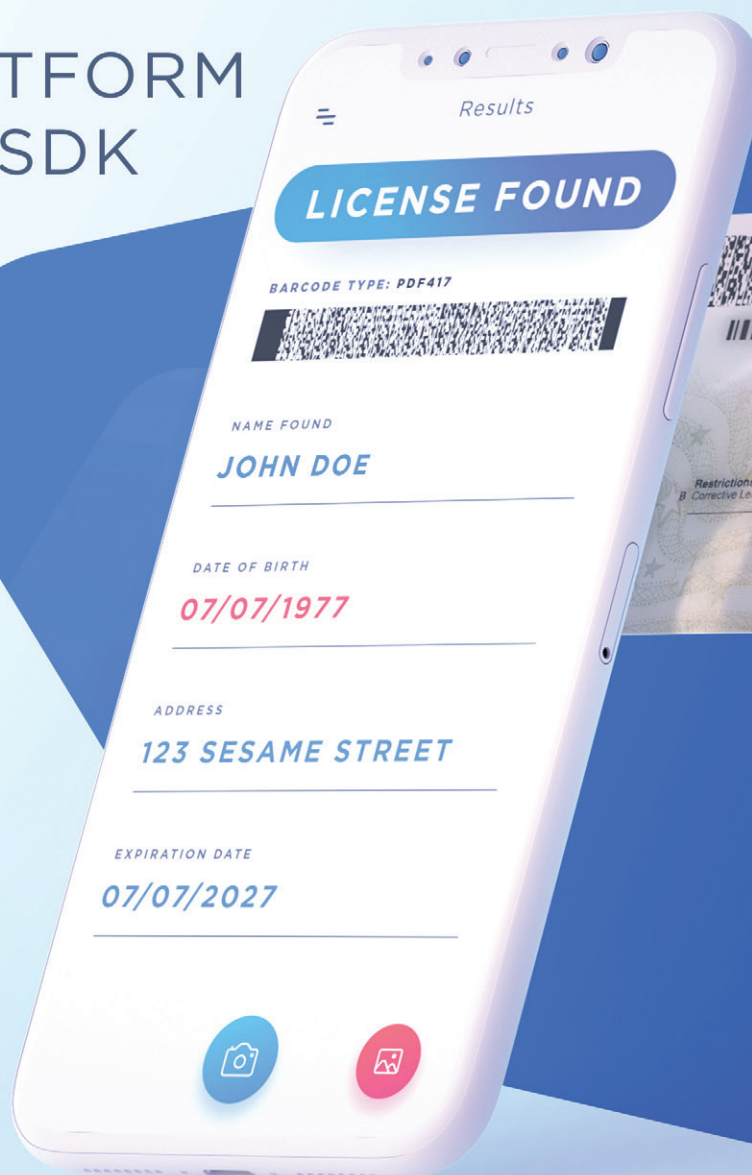 TFORM
SDK
Results
LICENSE FOUND
BARCODE TYPE: PDF417
NAME FOUND
JOHN DOE
DATE OF BIRTH
07/07/1977
ADDRESS
123 SESAME STREET
EXPIRATION DATE
07/07/2027
Restrictions
B Corrective Le